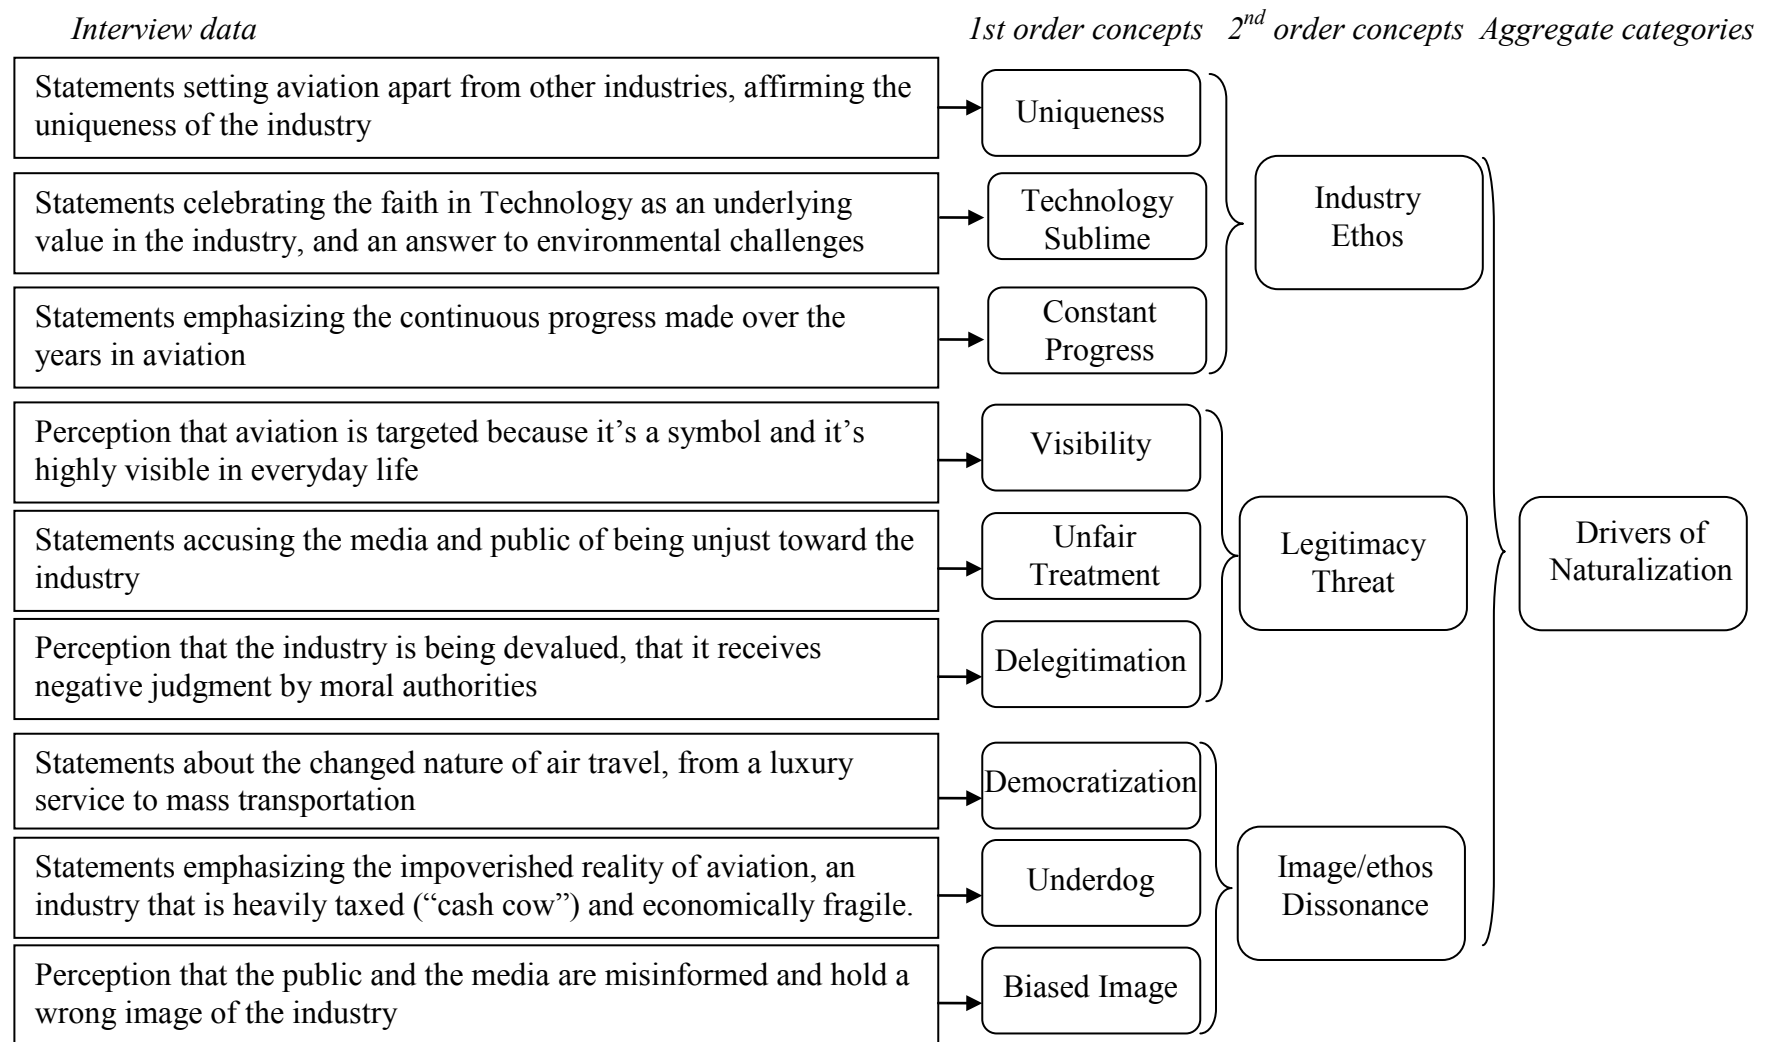 Interview data
1st order concepts
2nd order concepts
Aggregate categories
Statements setting aviation apart from other industries, affirming the
uniqueness of the industry
Uniqueness
Statements celebrating the faith in Technology as an underlying
value in the industry, and an answer to environmental challenges
Technology
Sublime
Statements emphasizing the continuous progress made over the
years in aviation
Constant
Progress
Industry
Ethos
Perception that aviation is targeted because it’s a symbol and it’s
highly visible in everyday life
Visibility
Statements accusing the media and public of being unjust toward the
industry
Unfair
Treatment
Perception that the industry is being devalued, that it receives
negative judgment by moral authorities
Delegitimation
Legitimacy
Threat
Statements about the changed nature of air travel, from a luxury
service to mass transportation
Democratization
Statements emphasizing the impoverished reality of aviation, an
industry that is heavily taxed (“cash cow”) and economically fragile.
Underdog
Perception that the public and the media are misinformed and hold a
wrong image of the industry
Biased Image
Image/ethos
Dissonance
Drivers of
Naturalization